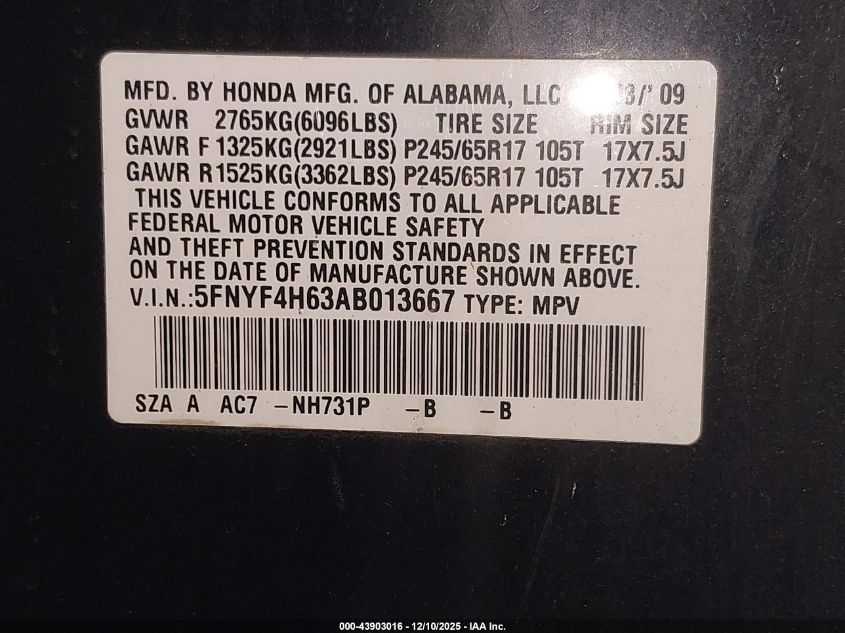 MFD. BY HONDA MFG. OF ALABAMA, LLC /'09
GVWR 2765KG(6096LBS) TIRE SIZE RIM SIZE
GAWR F 1325KG(2921LBS) P245/65R17 105T 17X7.5J
GAWR R 1525KG(3362LBS) P245/65R17 105T 17X7.5J
THIS VEHICLE CONFORMS TO ALL APPLICABLE
FEDERAL MOTOR VEHICLE SAFETY
AND THEFT PREVENTION STANDARDS IN EFFECT
ON THE DATE OF MANUFACTURE SHOWN ABOVE.
V.I.N.:5FNYF4H63AB013667 TYPE: MPV
SZA A AC7 -NH731P -B -B
000-43903016 - 12/10/2025 - IAA Inc.